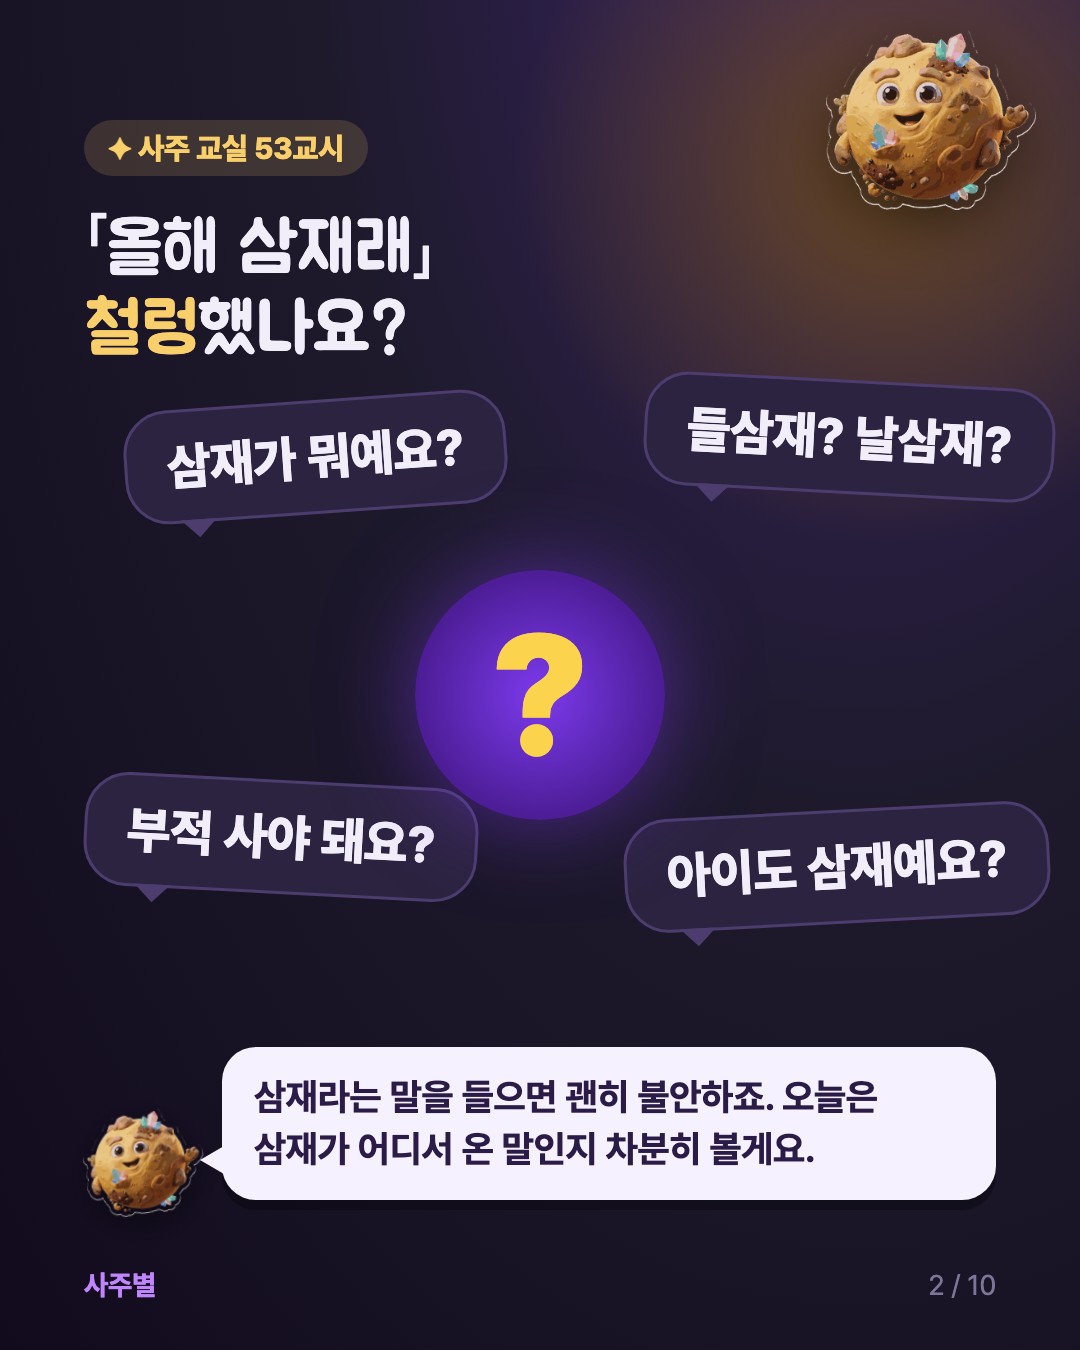 ✦ 사주 교실 53교시
「올해 삼재래」
철렁했나요?
삼재가 뭐예요?
들삼재? 날삼재?
?
부적 사야 돼요?
아이도 삼재예요?
삼재라는 말을 들으면 괜히 불안하죠. 오늘은
삼재가 어디서 온 말인지 차분히 볼게요.
사주별
2 / 10